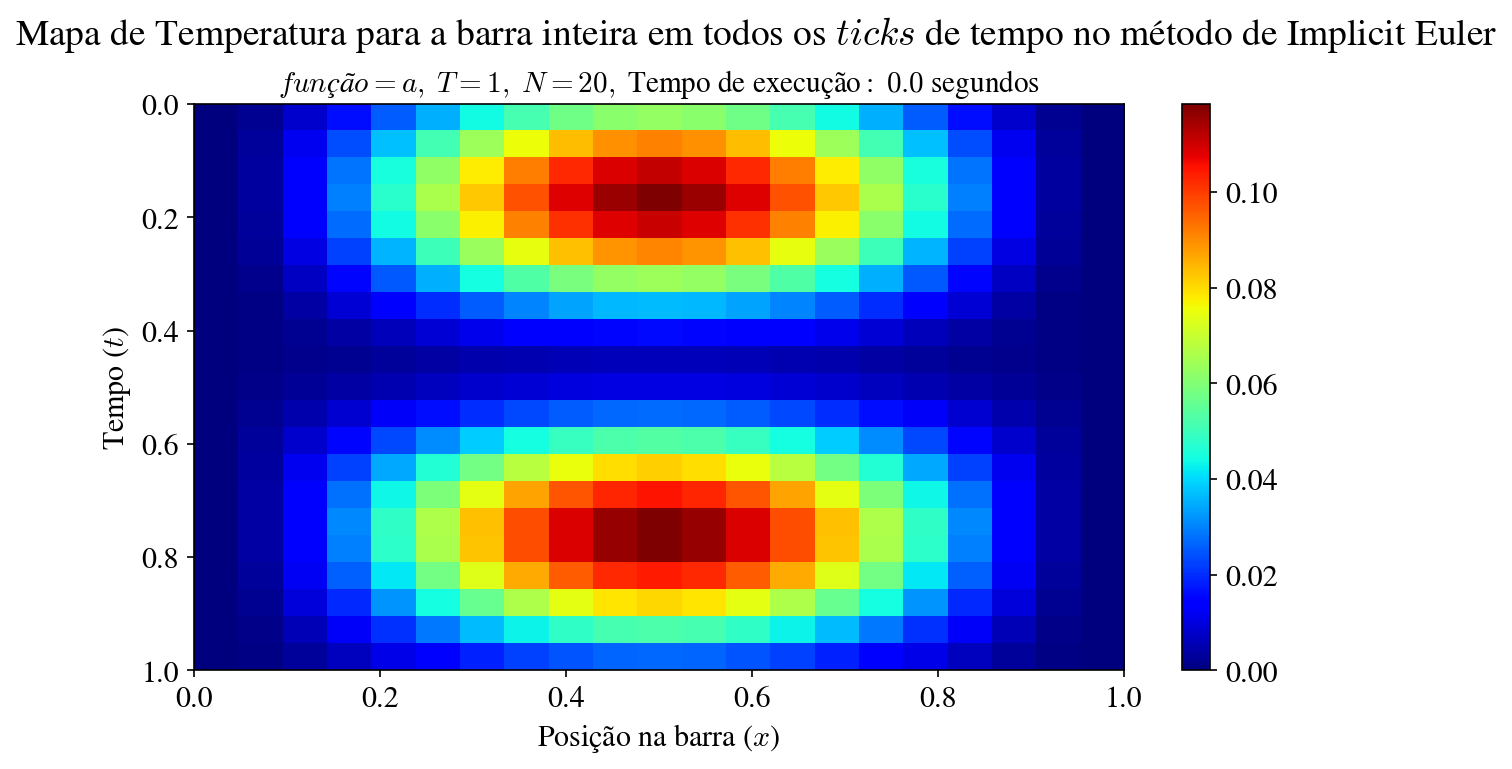 Mapa de Temperatura para a barra inteira em todos os ticks de tempo no método de Implicit Euler
função = a, T = 1, N = 20, Tempo de execução : 0.0 segundos
0.0
0.2
0.4
0.6
0.8
1.0
Tempo (t)
0.0 0.2 0.4 0.6 0.8 1.0
Posição na barra (x)
0.10
0.08
0.06
0.04
0.02
0.00